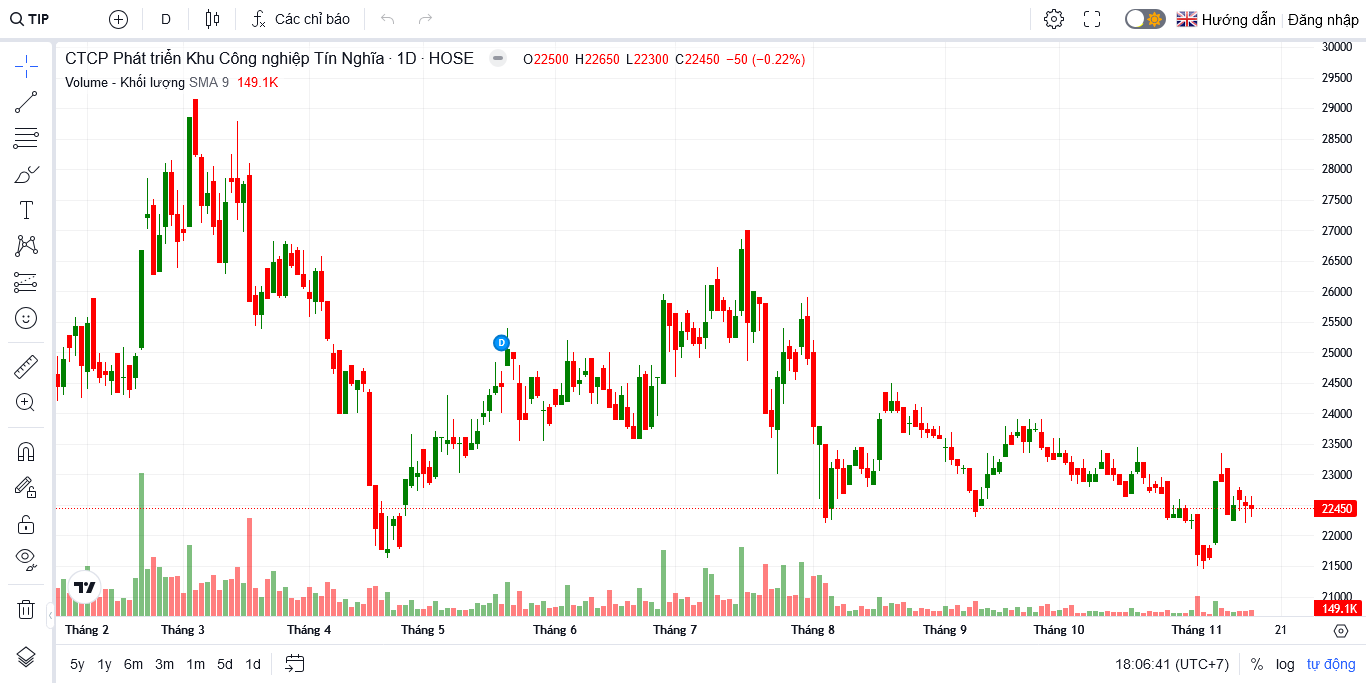 TIP D Các chỉ báo Hướng dẫn Đăng nhập
CTCP Phát triển Khu Công nghiệp Tín Nghĩa · 1D · HOSE O22500 H22650 L22300 C22450 −50 (−0.22%)
Volume - Khối lượng SMA 9 149.1K
30000
29500
29000
28500
28000
27500
27000
26500
26000
25500
25000
24500
24000
23500
23000
22450
22000
21500
21000
149.1K
D
Tháng 2 Tháng 3 Tháng 4 Tháng 5 Tháng 6 Tháng 7 Tháng 8 Tháng 9 Tháng 10 Tháng 11 21
5y 1y 6m 3m 1m 5d 1d 18:06:41 (UTC+7) % log tự động